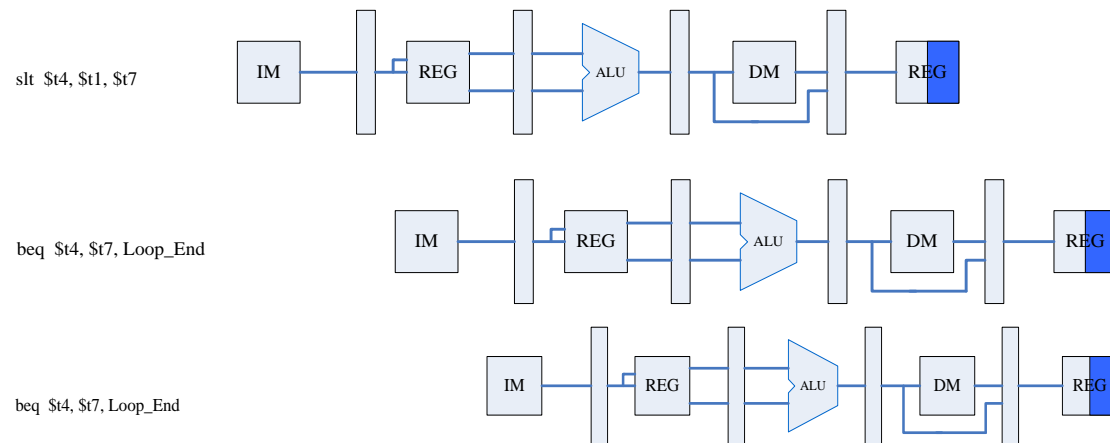 slt $t4, $t1, $t7
IM REG ALU DM REG
beq $t4, $t7, Loop_End
IM REG ALU DM REG
beq $t4, $t7, Loop_End
IM REG ALU DM REG